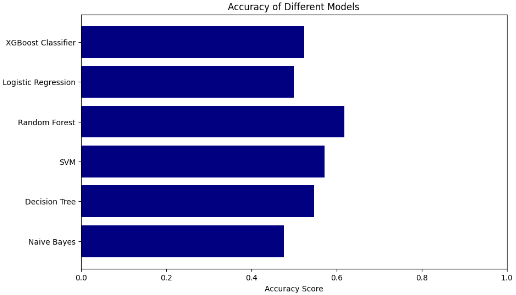 Accuracy of Different Models
XGBoost Classifier
Logistic Regression
Random Forest
SVM
Decision Tree
Naive Bayes
0.0 0.2 0.4 0.6 0.8 1.0
Accuracy Score